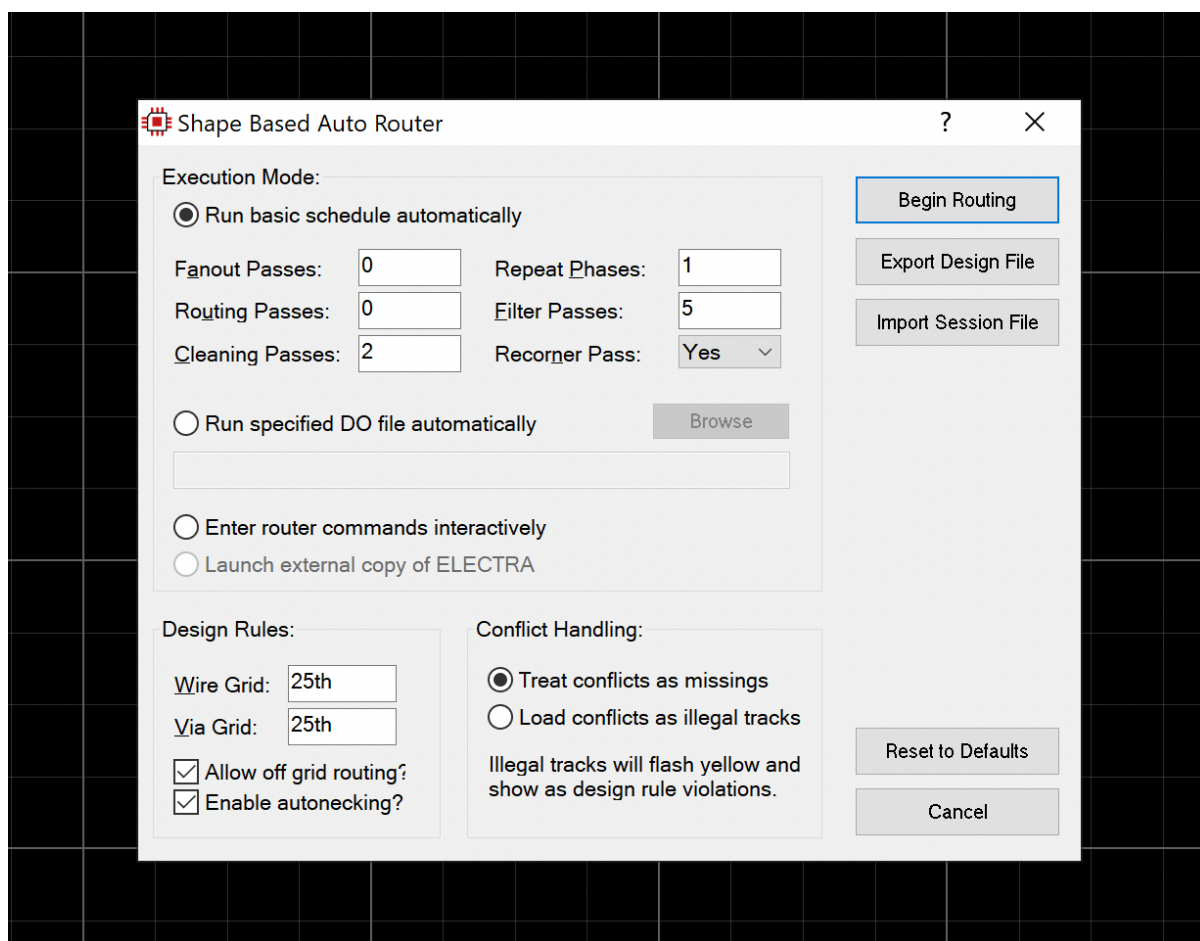 Shape Based Auto Router ?
Execution Mode:
Run basic schedule automatically
Fanout Passes: 0 Repeat Phases: 1
Routing Passes: 0 Filter Passes: 5
Cleaning Passes: 2 Recorner Pass: Yes
Run specified DO file automatically Browse
Enter router commands interactively
Launch external copy of ELECTRA
Begin Routing
Export Design File
Import Session File
Design Rules:
Wire Grid: 25th
Via Grid: 25th
Allow off grid routing?
Enable autonecking?
Conflict Handling:
Treat conflicts as missings
Load conflicts as illegal tracks
Illegal tracks will flash yellow and
show as design rule violations.
Reset to Defaults
Cancel